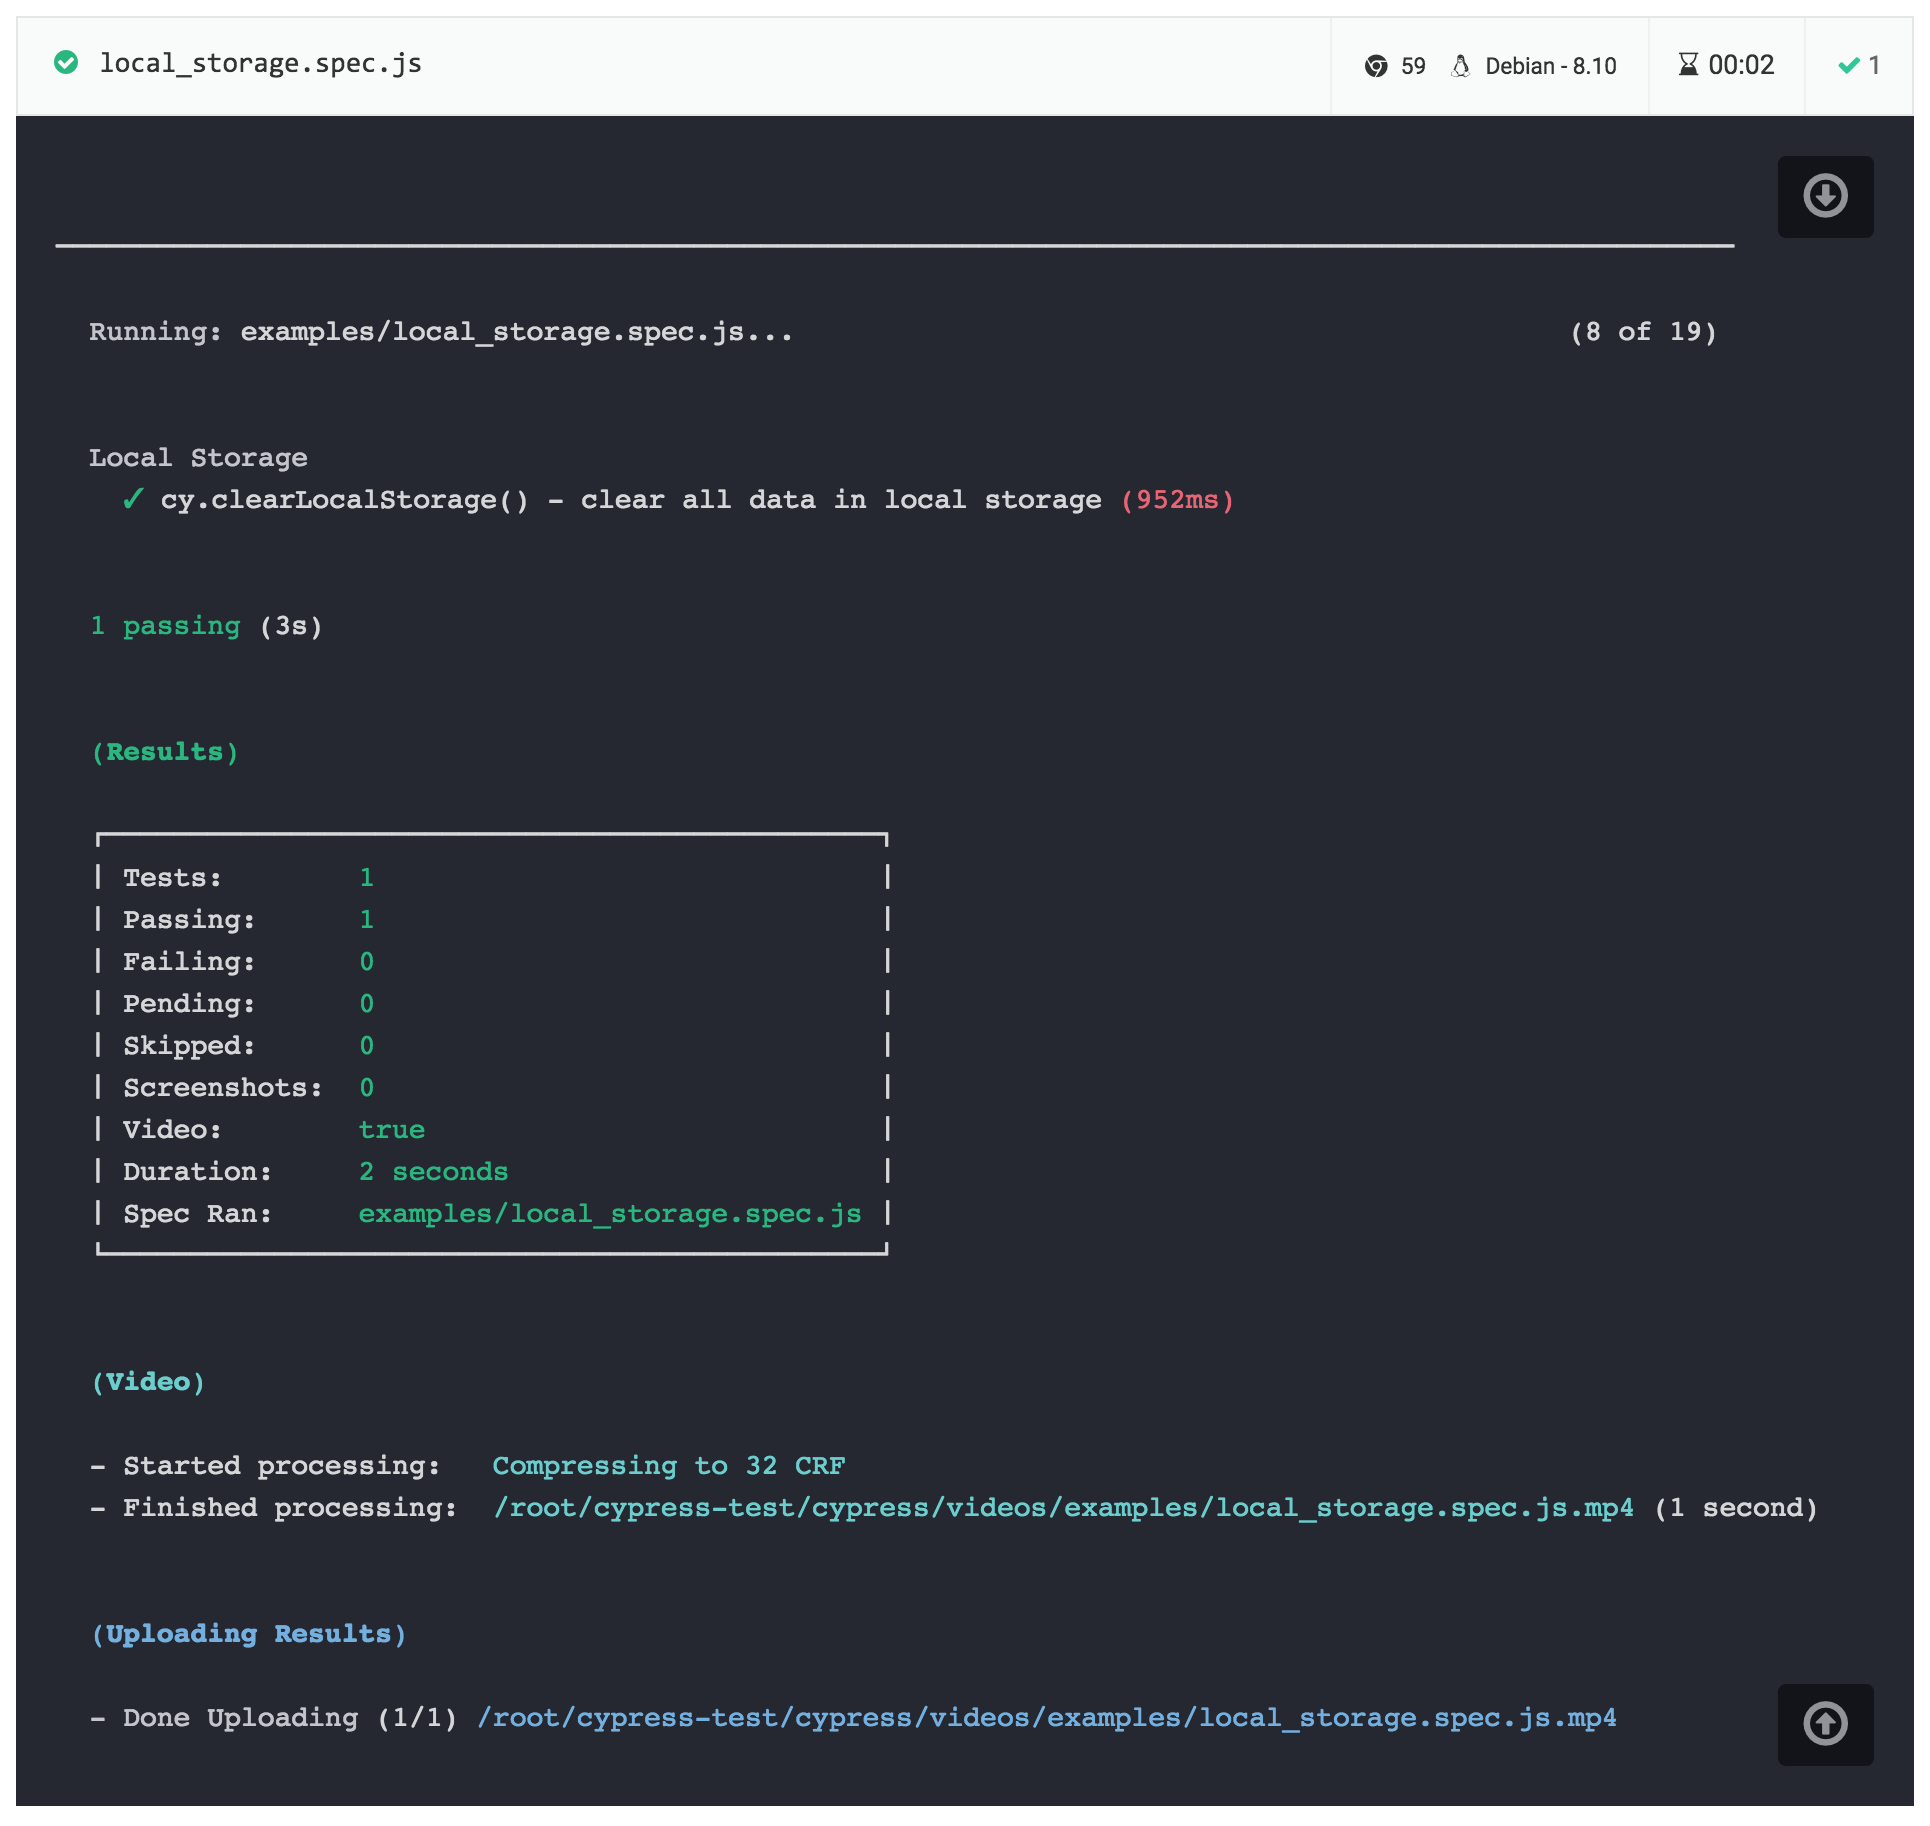 local_storage.spec.js 59 Debian - 8.10 00:02 1
Running: examples/local_storage.spec.js... (8 of 19)
Local Storage
✓ cy.clearLocalStorage() - clear all data in local storage (952ms)
1 passing (3s)
(Results)
Tests: 1
Passing: 1
Failing: 0
Pending: 0
Skipped: 0
Screenshots: 0
Video: true
Duration: 2 seconds
Spec Ran: examples/local_storage.spec.js
(Video)
- Started processing: Compressing to 32 CRF
- Finished processing: /root/cypress-test/cypress/videos/examples/local_storage.spec.js.mp4 (1 second)
(Uploading Results)
- Done Uploading (1/1) /root/cypress-test/cypress/videos/examples/local_storage.spec.js.mp4